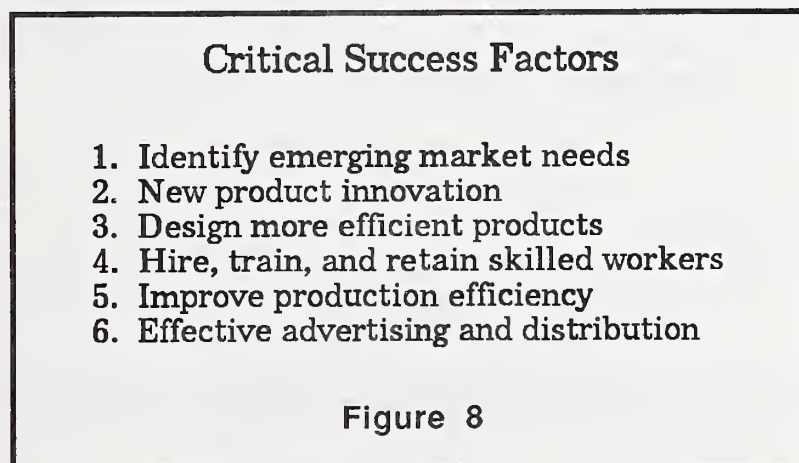 Critical Success Factors
1. Identify emerging market needs
2. New product innovation
3. Design more efficient products
4. Hire, train, and retain skilled workers
5. Improve production efficiency
6. Effective advertising and distribution
Figure 8